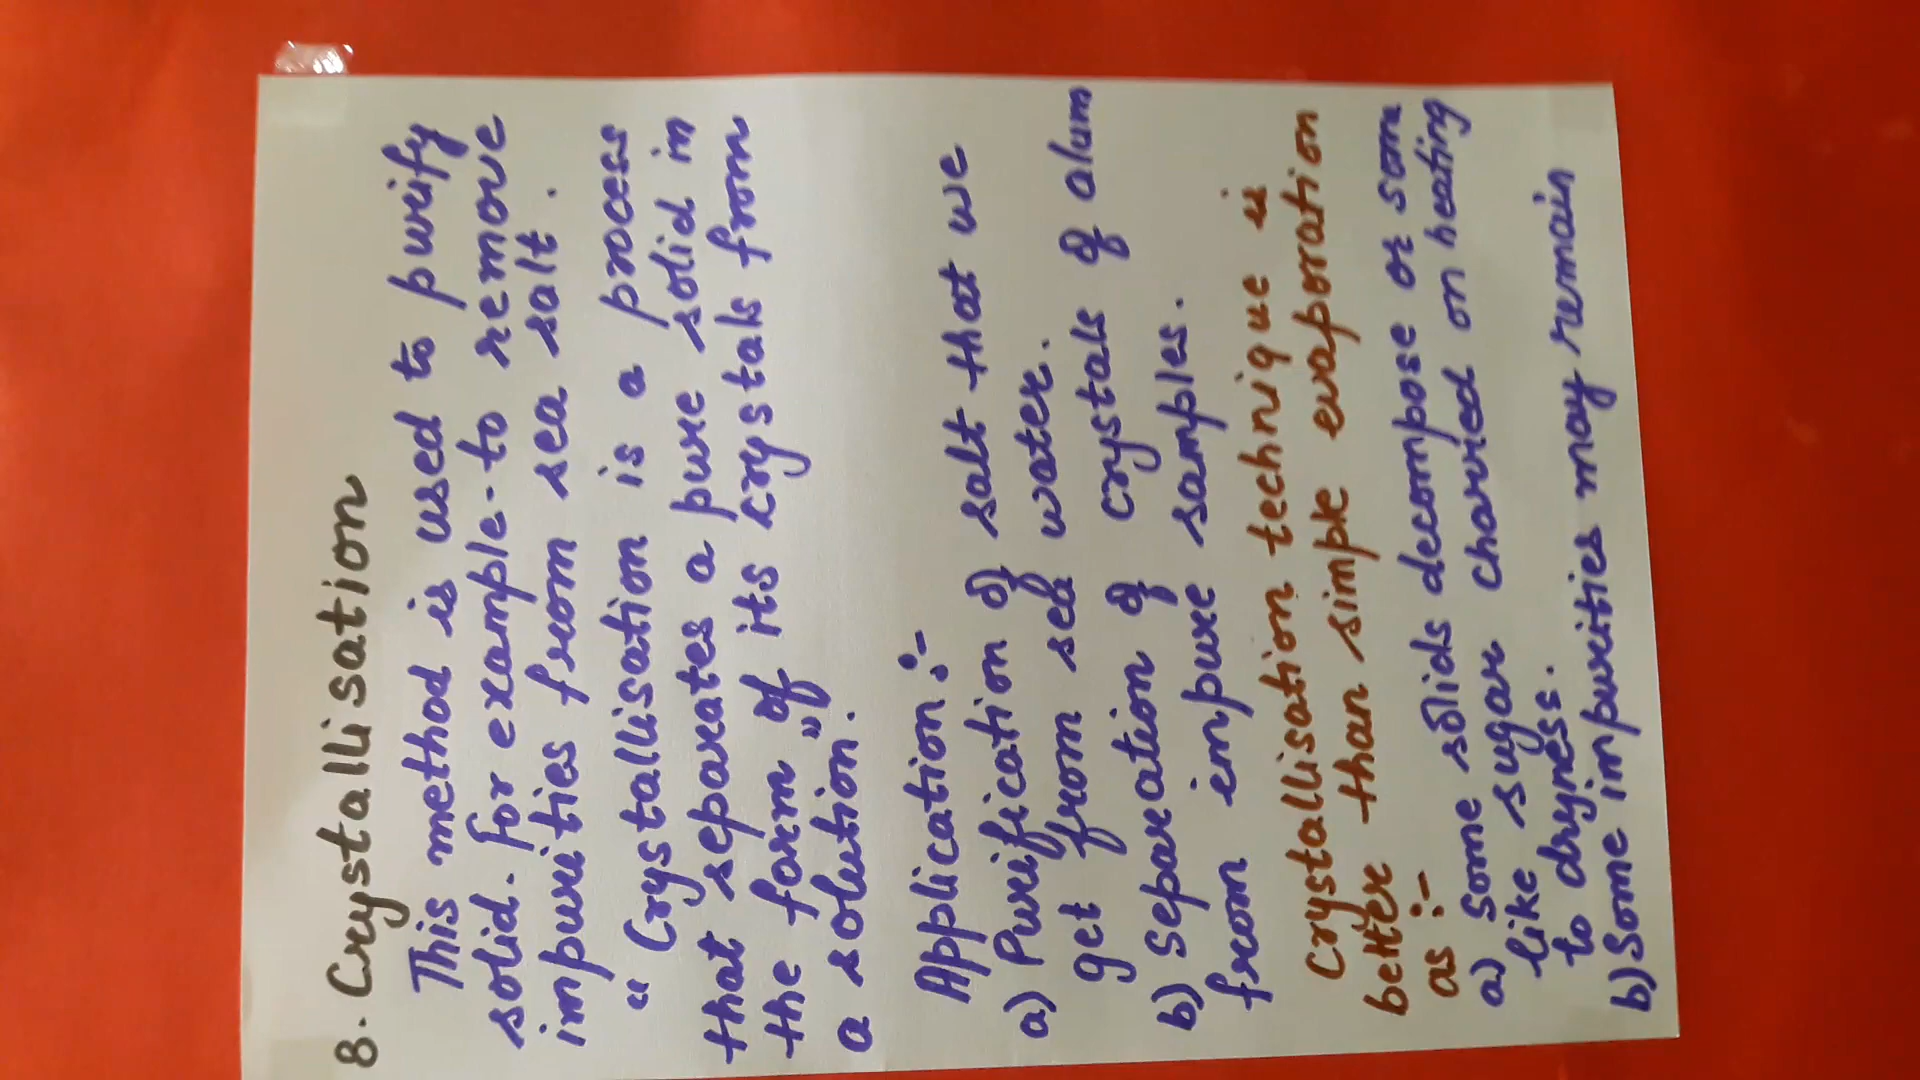 8. Crystallisation
This method is used to purify
solid. for example - to remove
impurities from sea salt.
" Crystallisation is a process
that separates a pure solid in
the form of its crystals from
a solution."
Application :-
a) Purification of salt that we
get from sea water.
b) Separation of crystals of alum
from impure samples.
Crystallisation technique is
better than simple evaporation
as :-
a) Some solids decompose or som
like sugar charred on heating
to dryness.
b) Some impurities may remain